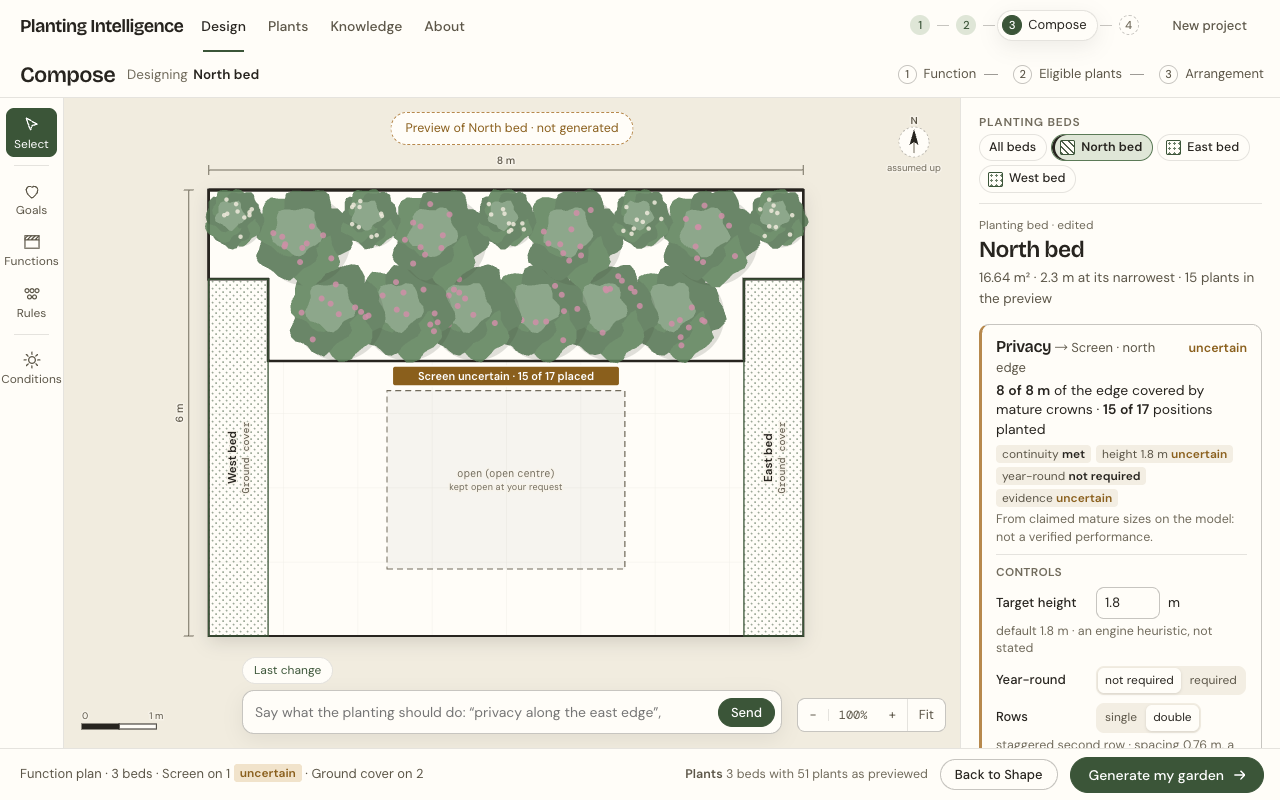 Planting Intelligence
Design
Plants
Knowledge
About
1
2
3 Compose
4
New project
Compose
Designing North bed
1 Function
2 Eligible plants
3 Arrangement
Select
Goals
Functions
Rules
Conditions
Preview of North bed · not generated
N
assumed up
8 m
6 m
Screen uncertain · 15 of 17 placed
West bed
Ground cover
open (open centre)
kept open at your request
East bed
Ground cover
Last change
Say what the planting should do: “privacy along the east edge”,
Send
0 1 m
− 100% + Fit
PLANTING BEDS
All beds
North bed
East bed
West bed
Planting bed · edited
North bed
16.64 m² · 2.3 m at its narrowest · 15 plants in
the preview
Privacy → Screen · north
edge
uncertain
8 of 8 m of the edge covered by
mature crowns · 15 of 17 positions
planted
continuity met
height 1.8 m uncertain
year-round not required
evidence uncertain
From claimed mature sizes on the model:
not a verified performance.
CONTROLS
Target height 1.8 m
default 1.8 m · an engine heuristic, not
stated
Year-round not required required
Rows single double
staggered second row · spacing 0.76 m, a
Function plan · 3 beds · Screen on 1 uncertain · Ground cover on 2
Plants 3 beds with 51 plants as previewed
Back to Shape
Generate my garden →